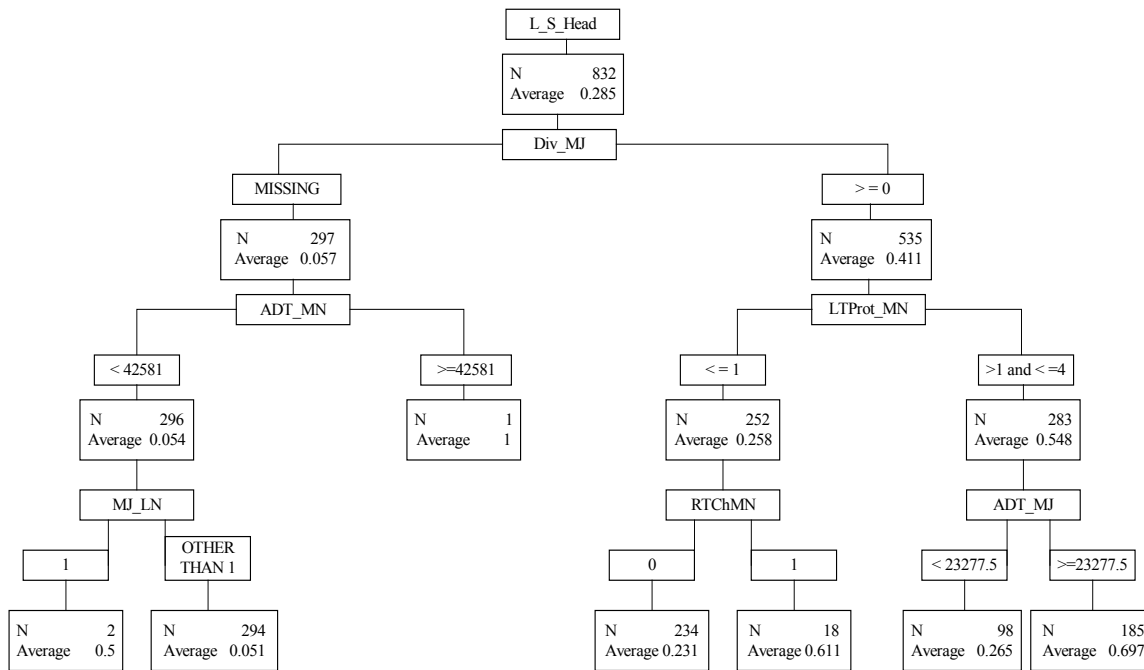 L_S_Head
N 832
Average 0.285
Div_MJ
MISSING
> = 0
N 297
Average 0.057
N 535
Average 0.411
ADT_MN
LTProt_MN
< 42581
>=42581
< = 1
>1 and < =4
N 296
Average 0.054
N 1
Average 1
N 252
Average 0.258
N 283
Average 0.548
MJ_LN
RTChMN
ADT_MJ
1
OTHER
THAN 1
0
1
< 23277.5
>=23277.5
N 2
Average 0.5
N 294
Average 0.051
N 234
Average 0.231
N 18
Average 0.611
N 98
Average 0.265
N 185
Average 0.697